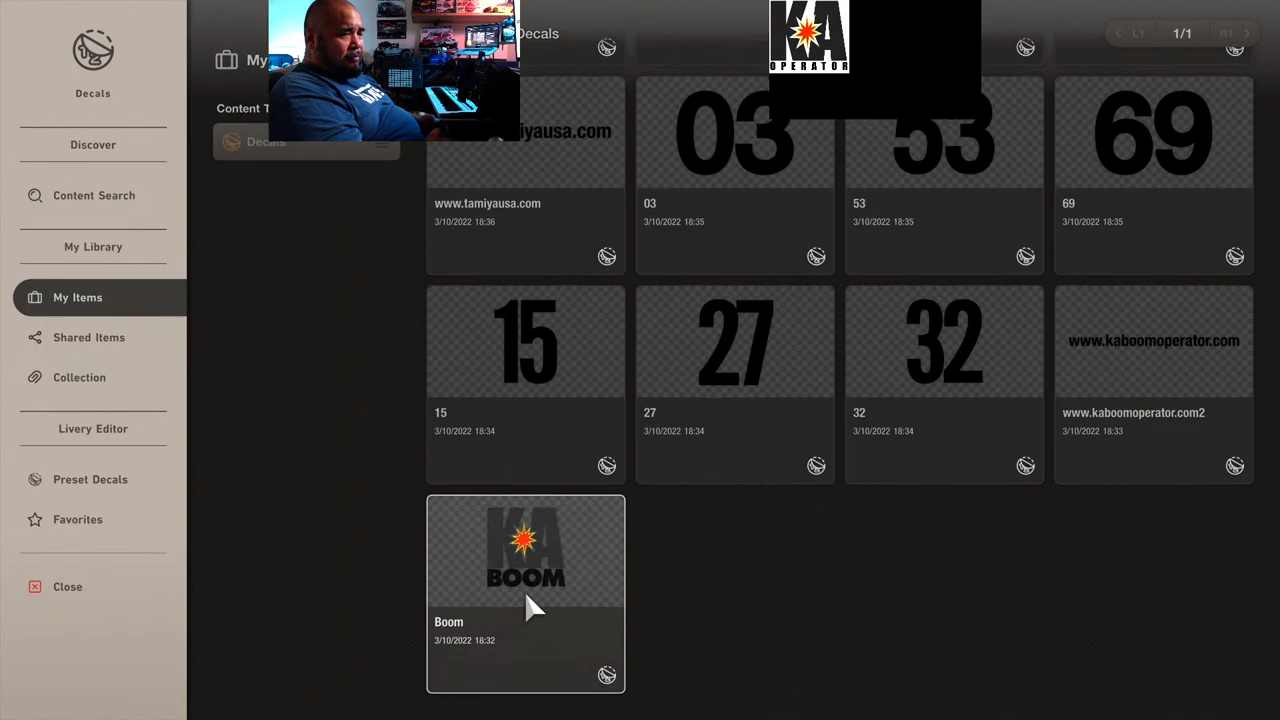 Decals
Discover
Content Search
My Library
My Items
Shared Items
Collection
Livery Editor
Preset Decals
Favorites
Close
My
Decals
Content T
Decals
KA
OPERATOR
L1 1/1 R1
yausa.com
www.tamiyausa.com
3/10/2022 18:36
03
03
3/10/2022 18:35
53
53
3/10/2022 18:35
69
69
3/10/2022 18:35
15
15
3/10/2022 18:34
27
27
3/10/2022 18:34
32
32
3/10/2022 18:34
www.kaboomoperator.com
www.kaboomoperator.com2
3/10/2022 18:33
KA
BOOM
Boom
3/10/2022 18:32